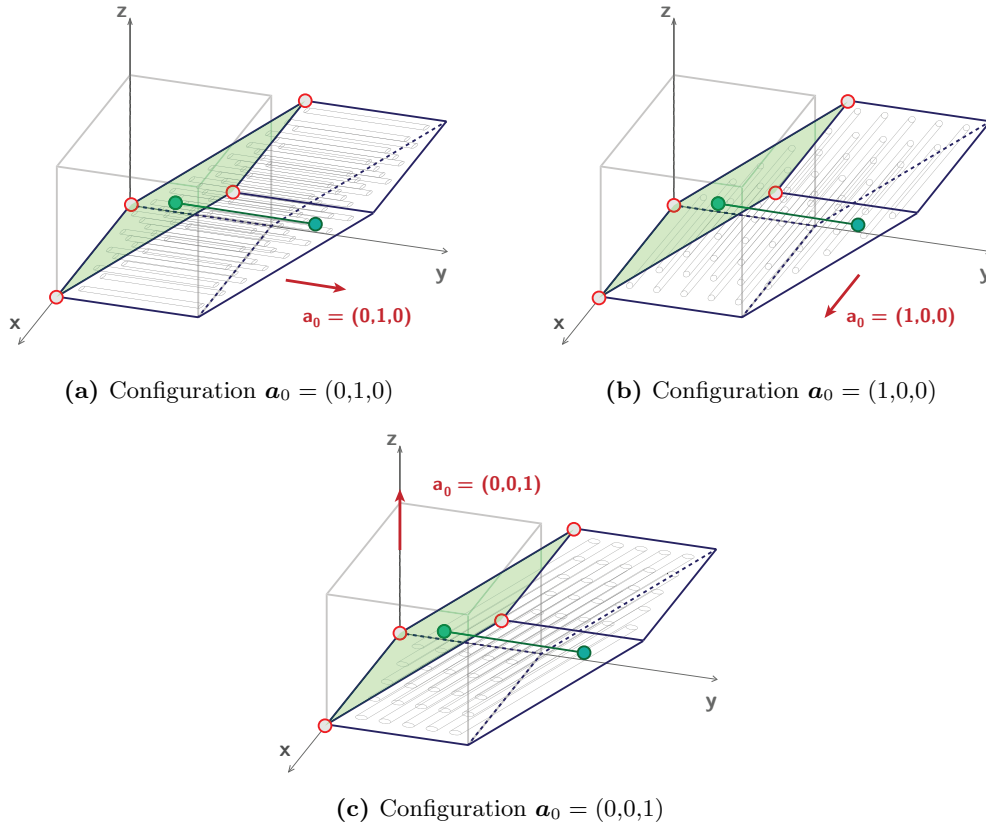 z
y
x
a₀ = (0,1,0)
(a) Configuration a₀ = (0,1,0)
z
y
x
a₀ = (1,0,0)
(b) Configuration a₀ = (1,0,0)
z
a₀ = (0,0,1)
y
x
(c) Configuration a₀ = (0,0,1)